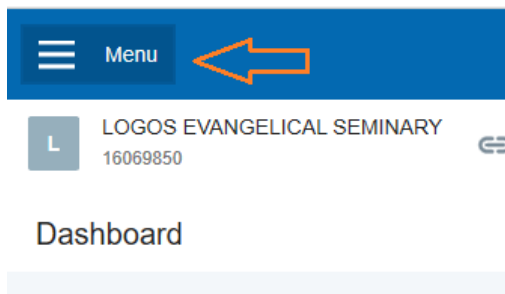 Menu
L
LOGOS EVANGELICAL SEMINARY
16069850
Dashboard